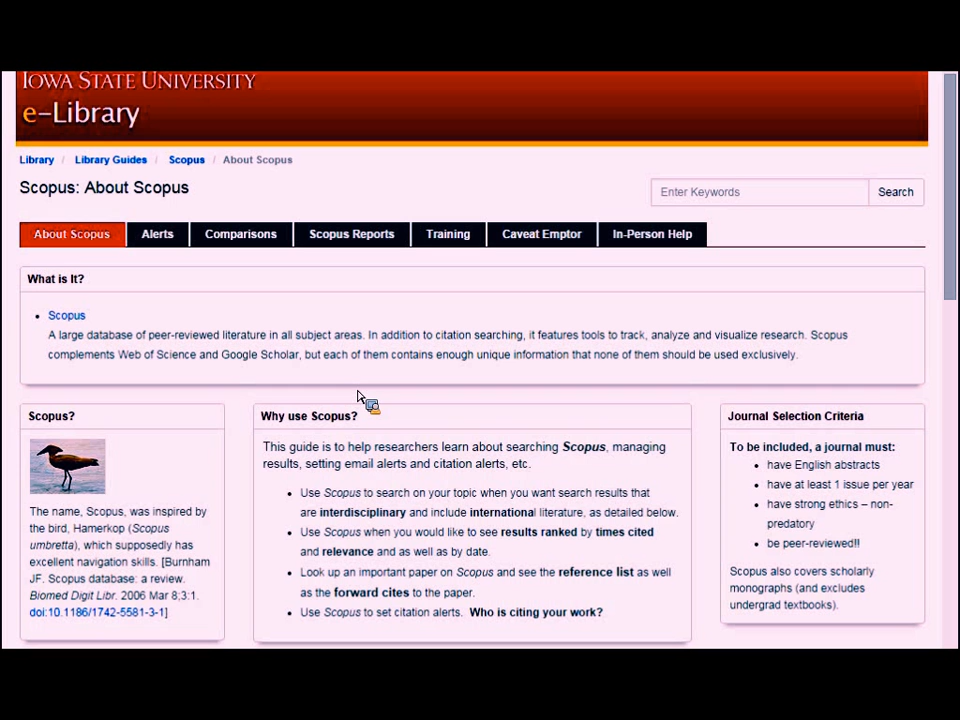 IOWA STATE UNIVERSITY
e-Library
Library / Library Guides / Scopus / About Scopus
Scopus: About Scopus
Enter Keywords
Search
About Scopus
Alerts
Comparisons
Scopus Reports
Training
Caveat Emptor
In-Person Help
What is It?
• Scopus
A large database of peer-reviewed literature in all subject areas. In addition to citation searching, it features tools to track, analyze and visualize research. Scopus
complements Web of Science and Google Scholar, but each of them contains enough unique information that none of them should be used exclusively.
Scopus?
The name, Scopus, was inspired by
the bird, Hamerkop (Scopus
umbretta), which supposedly has
excellent navigation skills. [Burnham
JF. Scopus database: a review.
Biomed Digit Libr. 2006 Mar 8;3:1.
doi:10.1186/1742-5581-3-1]
Why use Scopus?
This guide is to help researchers learn about searching Scopus, managing
results, setting email alerts and citation alerts, etc.
• Use Scopus to search on your topic when you want search results that
are interdisciplinary and include international literature, as detailed below.
• Use Scopus when you would like to see results ranked by times cited
and relevance and as well as by date.
• Look up an important paper on Scopus and see the reference list as well
as the forward cites to the paper.
• Use Scopus to set citation alerts. Who is citing your work?
Journal Selection Criteria
To be included, a journal must:
• have English abstracts
• have at least 1 issue per year
• have strong ethics – non-
predatory
• be peer-reviewed!!
Scopus also covers scholarly
monographs (and excludes
undergrad textbooks).